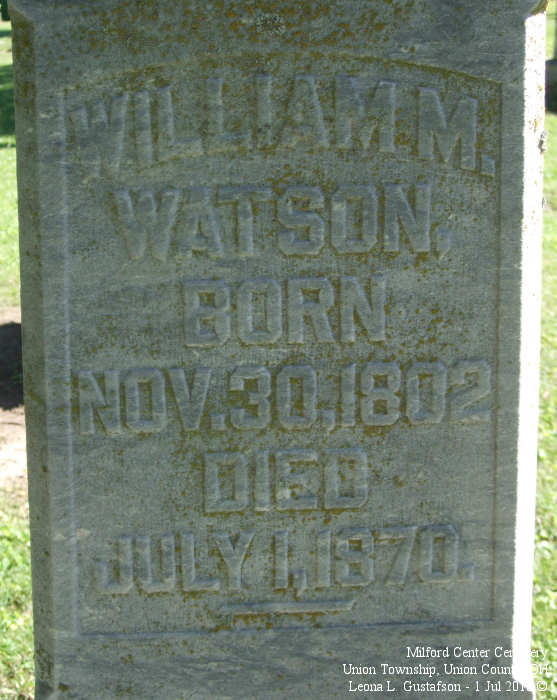 WILLIAM M.
WATSON,
BORN
NOV. 30, 1802
DIED
JULY 1, 1870.
Milford Center Cemetery
Union Township, Union County, OH
Leona L. Gustafson - 1 Jul ©